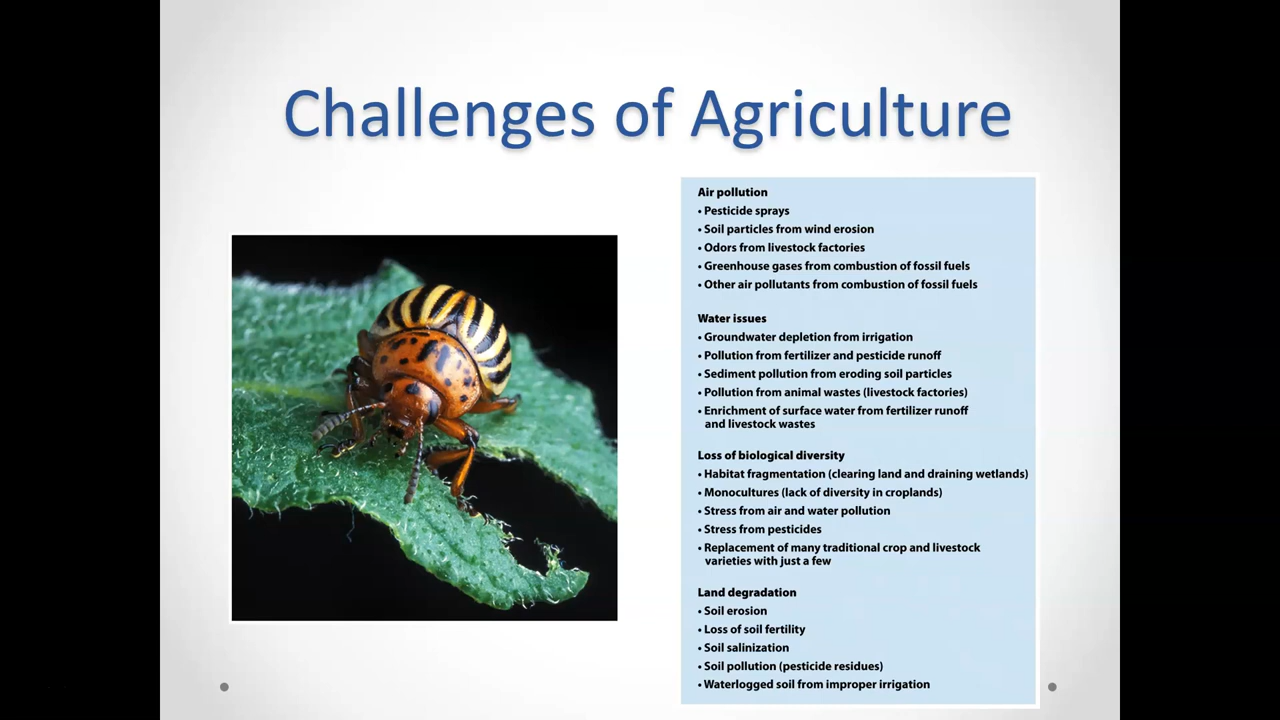 Challenges of Agriculture
Air pollution
• Pesticide sprays
• Soil particles from wind erosion
• Odors from livestock factories
• Greenhouse gases from combustion of fossil fuels
• Other air pollutants from combustion of fossil fuels
Water issues
• Groundwater depletion from irrigation
• Pollution from fertilizer and pesticide runoff
• Sediment pollution from eroding soil particles
• Pollution from animal wastes (livestock factories)
• Enrichment of surface water from fertilizer runoff
and livestock wastes
Loss of biological diversity
• Habitat fragmentation (clearing land and draining wetlands)
• Monocultures (lack of diversity in croplands)
• Stress from air and water pollution
• Stress from pesticides
• Replacement of many traditional crop and livestock
varieties with just a few
Land degradation
• Soil erosion
• Loss of soil fertility
• Soil salinization
• Soil pollution (pesticide residues)
• Waterlogged soil from improper irrigation